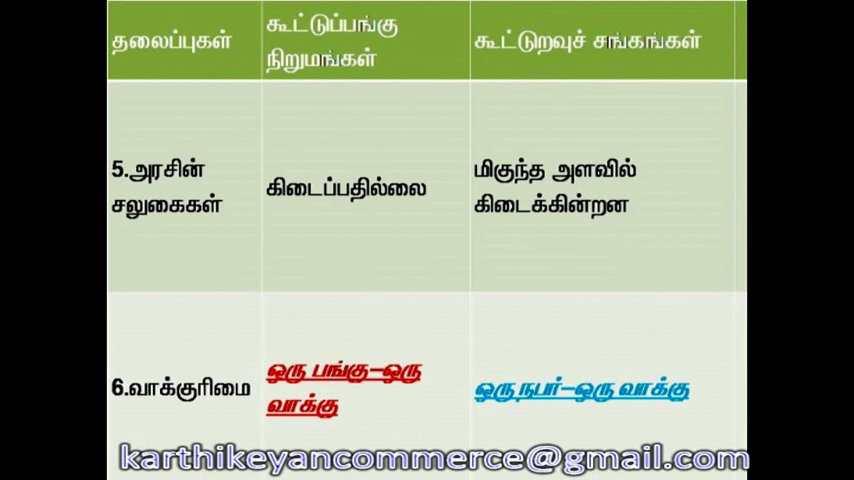 தலைப்புகள்
கூட்டுப்பங்கு
நிறுமங்கள்
கூட்டுறவுச் சங்கங்கள்
5.அரசின்
சலுகைகள்
கிடைப்பதில்லை
மிகுந்த அளவில்
கிடைக்கின்றன
6.வாக்குரிமை
ஒரு பங்கு–ஒரு
வாக்கு
ஒரு நபர்–ஒரு வாக்கு
karthikeyancommerce@gmail.com